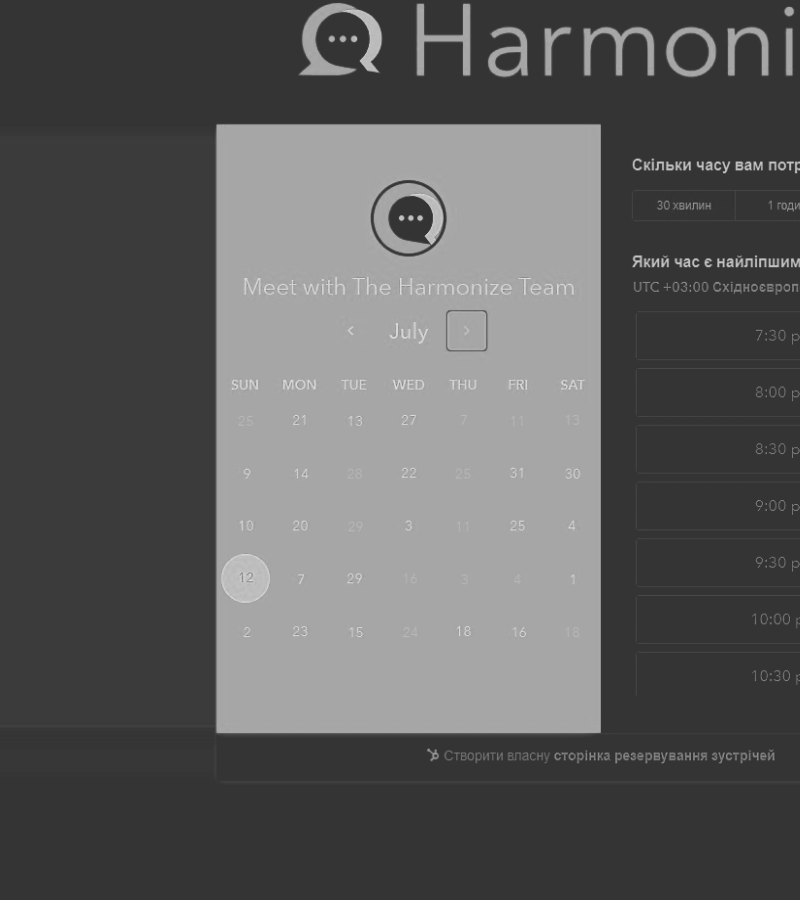 Harmoni
Meet with The Harmonize Team
July
SUN MON TUE WED THU FRI SAT
25 21 13 27 7 11 13
9 14 28 22 25 31 30
10 20 29 3 11 25 4
12 7 29 16 3 4 1
2 23 15 24 18 16 18
Скільки часу вам потр
30 хвилин 1 годи
Який час є найліпшим
UTC +03:00 Східноєвроп
7:30 р
8:00 р
8:30 р
9:00 р
9:30 р
10:00 р
10:30 р
Створити власну сторінка резервування зустрічей